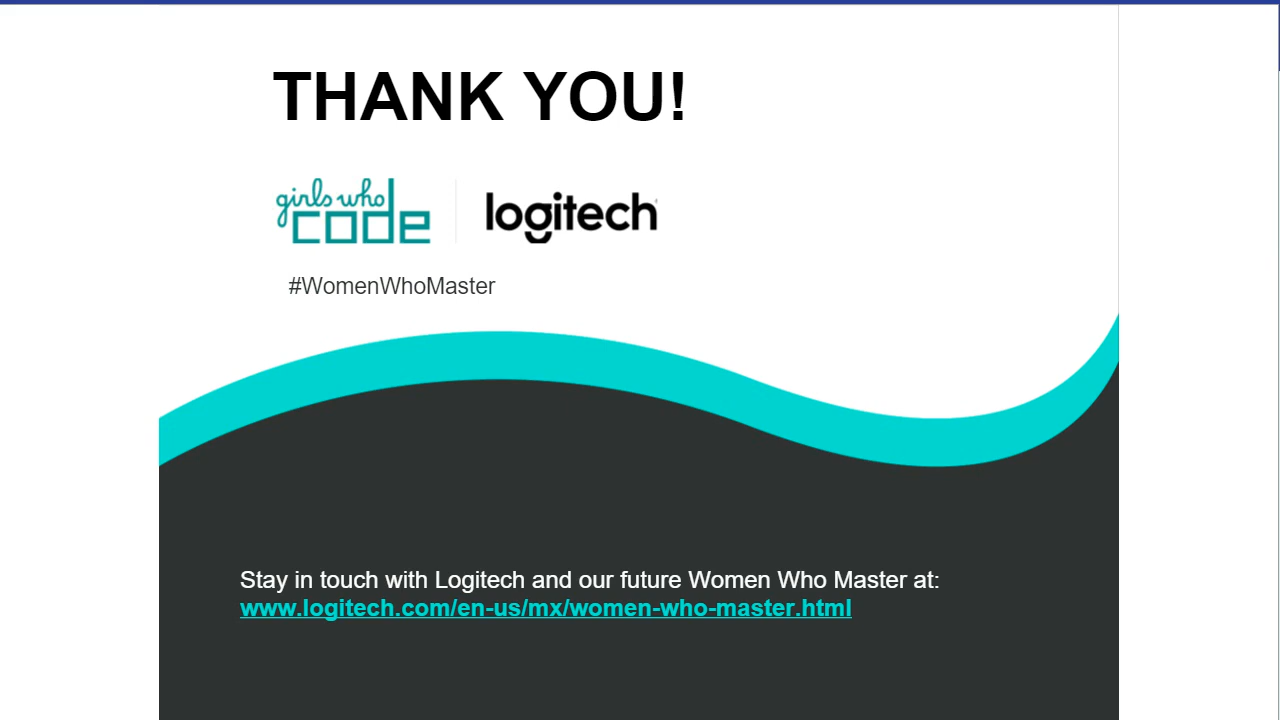 THANK YOU!
girls who
code
logitech
#WomenWhoMaster
Stay in touch with Logitech and our future Women Who Master at:
www.logitech.com/en-us/mx/women-who-master.html